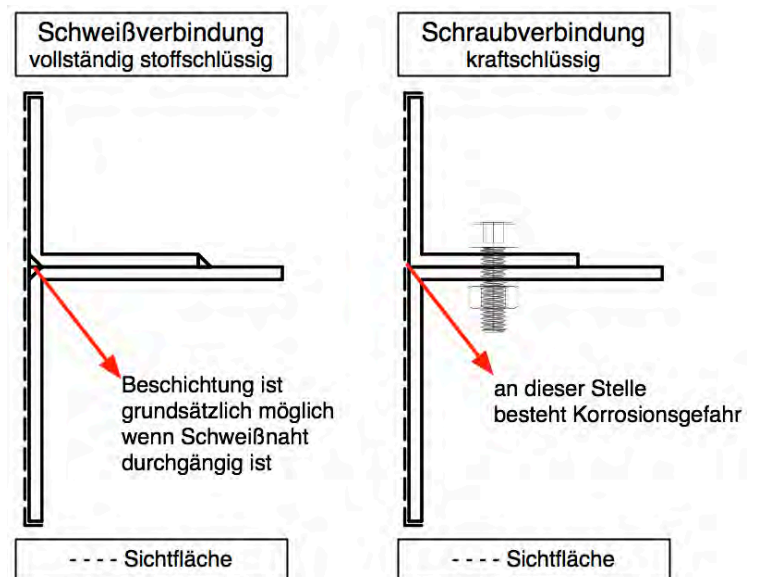 Schweißverbindung
vollständig stoffschlüssig
Schraubverbindung
kraftschlüssig
Beschichtung ist
grundsätzlich möglich
wenn Schweißnaht
durchgängig ist
an dieser Stelle
besteht Korrosionsgefahr
- - - - Sichtfläche
- - - - Sichtfläche